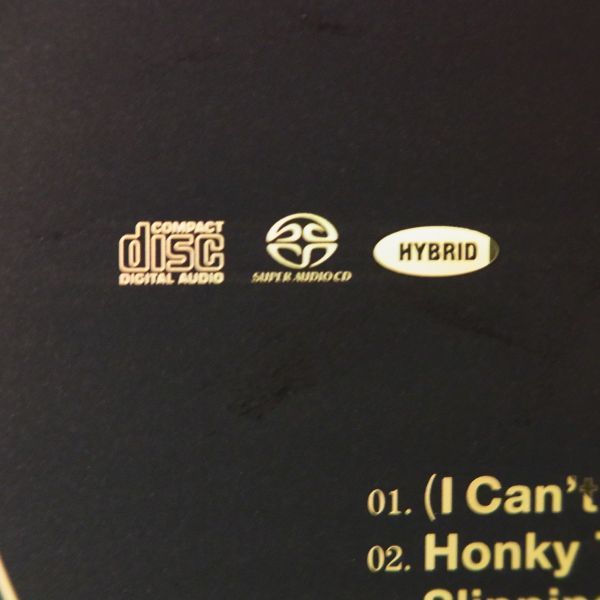 COMPACT
disc
DIGITAL AUDIO
SUPER AUDIO CD
HYBRID
01. (I Can't
02. Honky